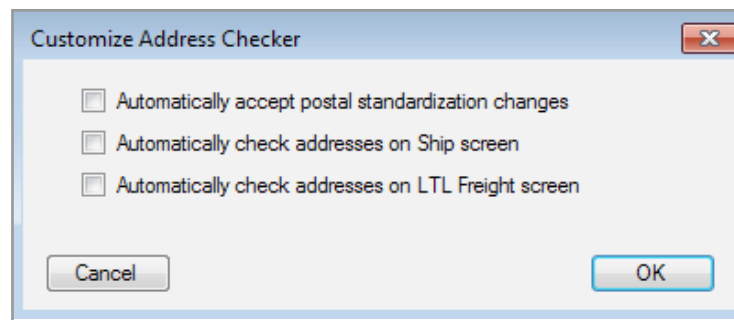 Customize Address Checker
Automatically accept postal standardization changes
Automatically check addresses on Ship screen
Automatically check addresses on LTL Freight screen
Cancel
OK